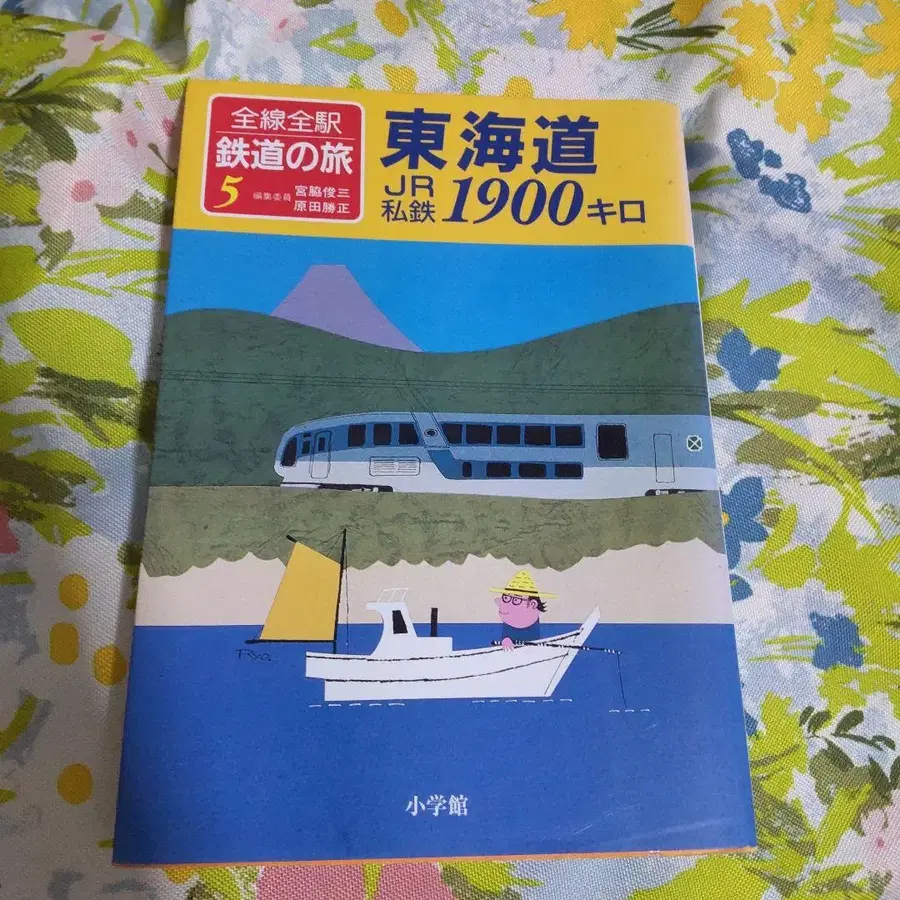 全線全駅
鉄道の旅
5 編集委員 宮脇俊三
原田勝正
東海道
JR
私鉄 1900キロ
Ryo.
小学館